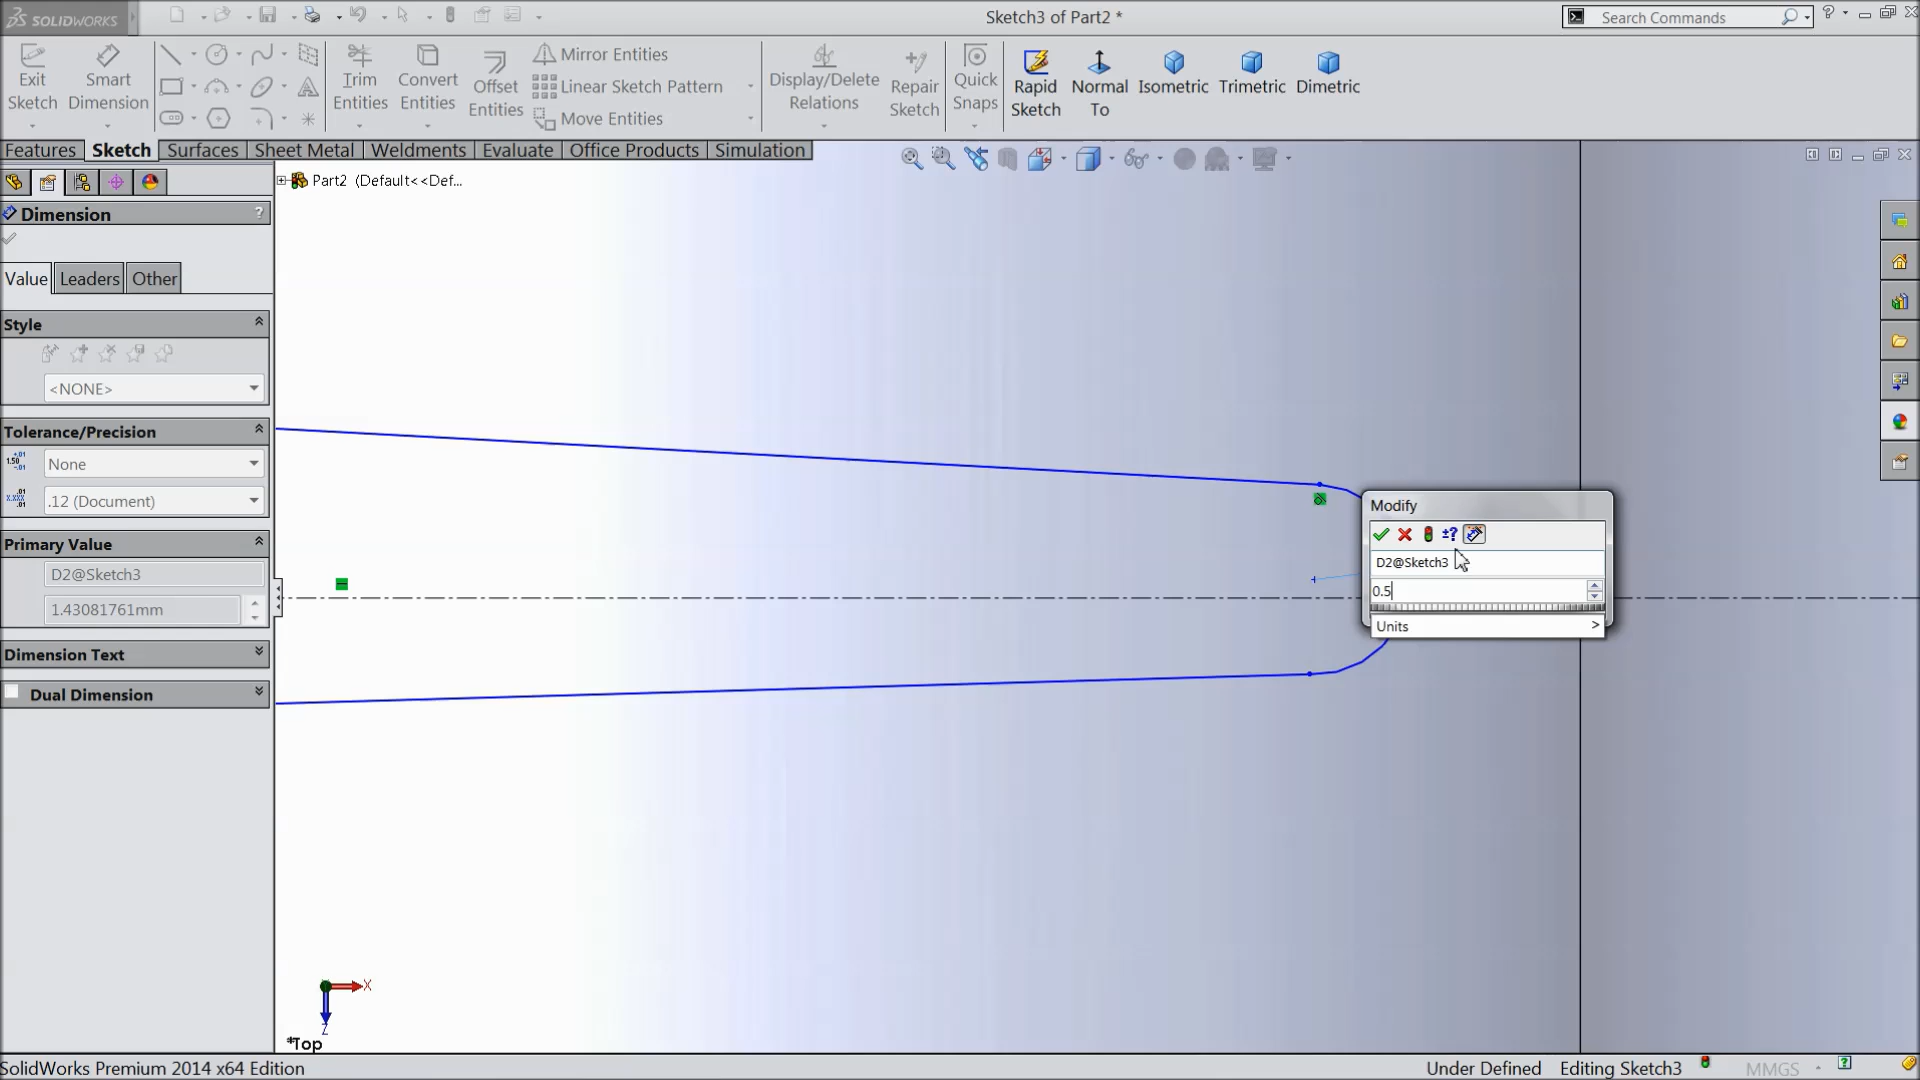 SOLIDWORKS
Sketch3 of Part2 *
Search Commands
Exit Sketch
Smart Dimension
Trim Entities
Convert Entities
Offset Entities
Mirror Entities
Linear Sketch Pattern
Move Entities
Display/Delete Relations
Repair Sketch
Quick Snaps
Rapid Sketch
Normal To
Isometric
Trimetric
Dimetric
Features
Sketch
Surfaces
Sheet Metal
Weldments
Evaluate
Office Products
Simulation
Part2 (Default<<Def...
Dimension
?
Value
Leaders
Other
Style
<NONE>
Tolerance/Precision
None
.12 (Document)
Primary Value
D2@Sketch3
1.43081761mm
Dimension Text
Dual Dimension
Modify
±?
D2@Sketch3
0.5
Units >
X
Z
*Top
SolidWorks Premium 2014 x64 Edition
Under Defined
Editing Sketch3
MMGS